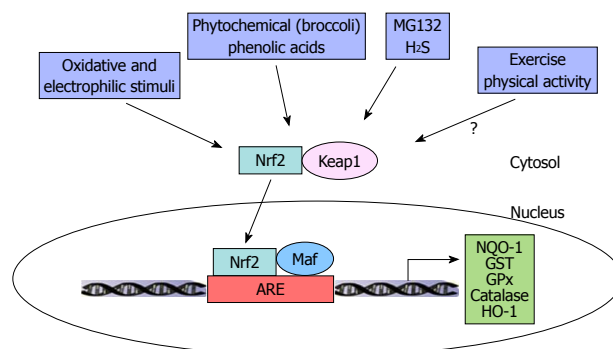 Phytochemical (broccoli)
phenolic acids
MG132
H2S
Oxidative and
electrophilic stimuli
Exercise
physical activity
?
Nrf2
Keap1
Cytosol
Nucleus
Nrf2
Maf
ARE
NQO-1
GST
GPx
Catalase
HO-1